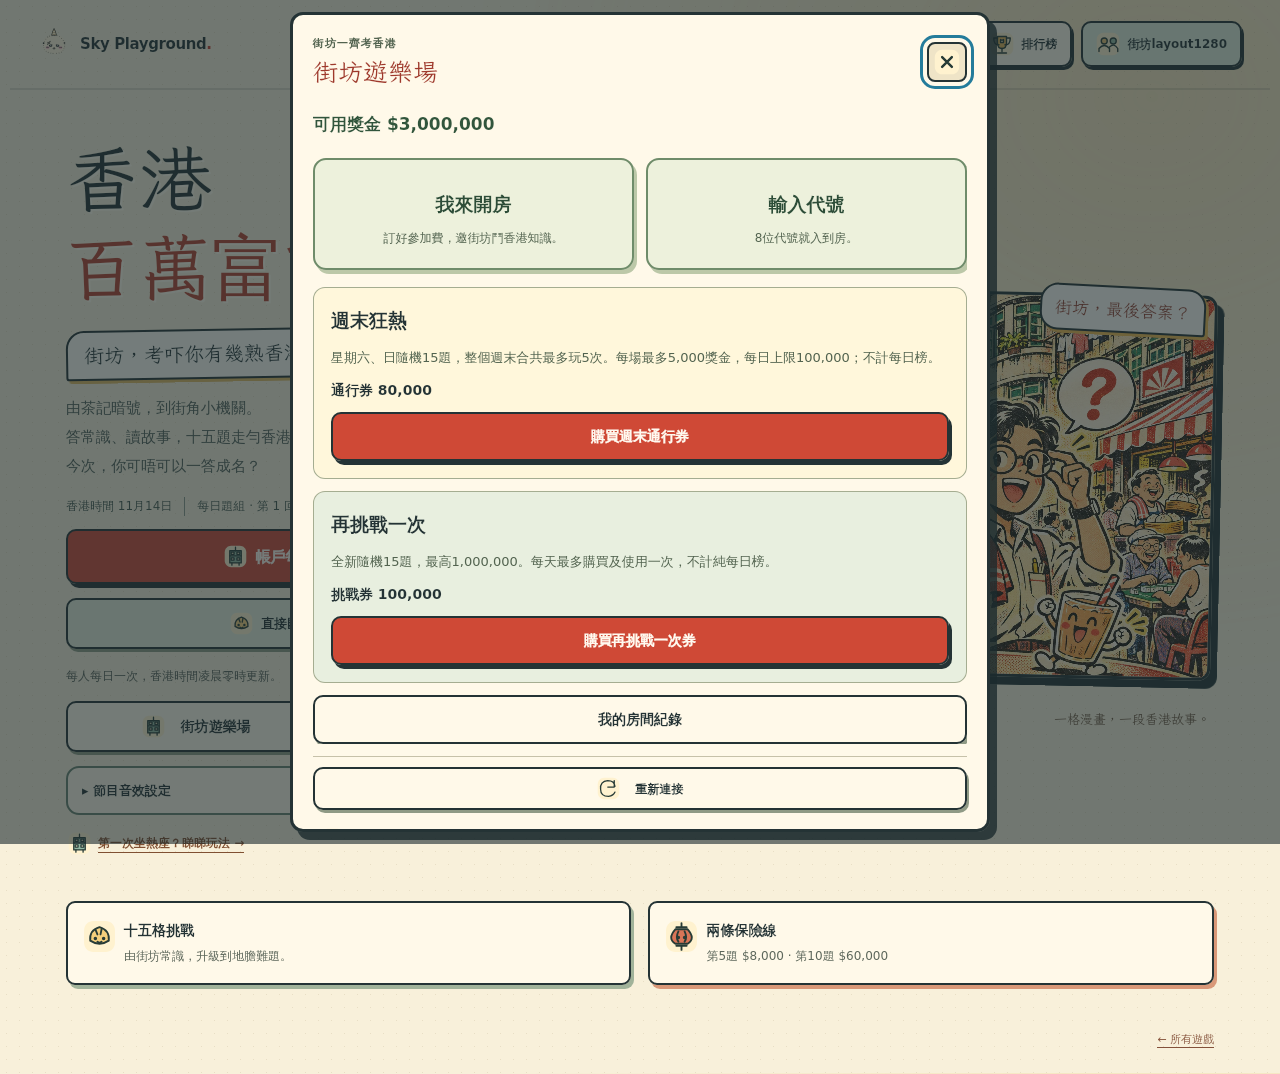 Sky Playground.
排行榜
街坊layout1280
香港
百萬富
街坊，考吓你有幾熟香港
由茶記暗號，到街角小機關。
答常識、讀故事，十五題走勻香港
今次，你可唔可以一答成名？
香港時間 11月14日
每日題組 · 第 1 回
帳戶每
直接
每人每日一次，香港時間凌晨零時更新。
街坊遊樂場
▸ 節目音效設定
第一次坐熱座？睇睇玩法 →
街坊一齊考香港
街坊遊樂場
可用獎金 $3,000,000
我來開房
訂好參加費，邀街坊鬥香港知識。
輸入代號
8位代號就入到房。
週末狂熱
星期六、日隨機15題，整個週末合共最多玩5次。每場最多5,000獎金，每日上限100,000；不計每日榜。
通行券 80,000
購買週末通行券
再挑戰一次
全新隨機15題，最高1,000,000。每天最多購買及使用一次，不計純每日榜。
挑戰券 100,000
購買再挑戰一次券
我的房間紀錄
重新連接
街坊，最後答案？
?
一格漫畫，一段香港故事。
十五格挑戰
由街坊常識，升級到地膽難題。
兩條保險線
第5題 $8,000 · 第10題 $60,000
← 所有遊戲